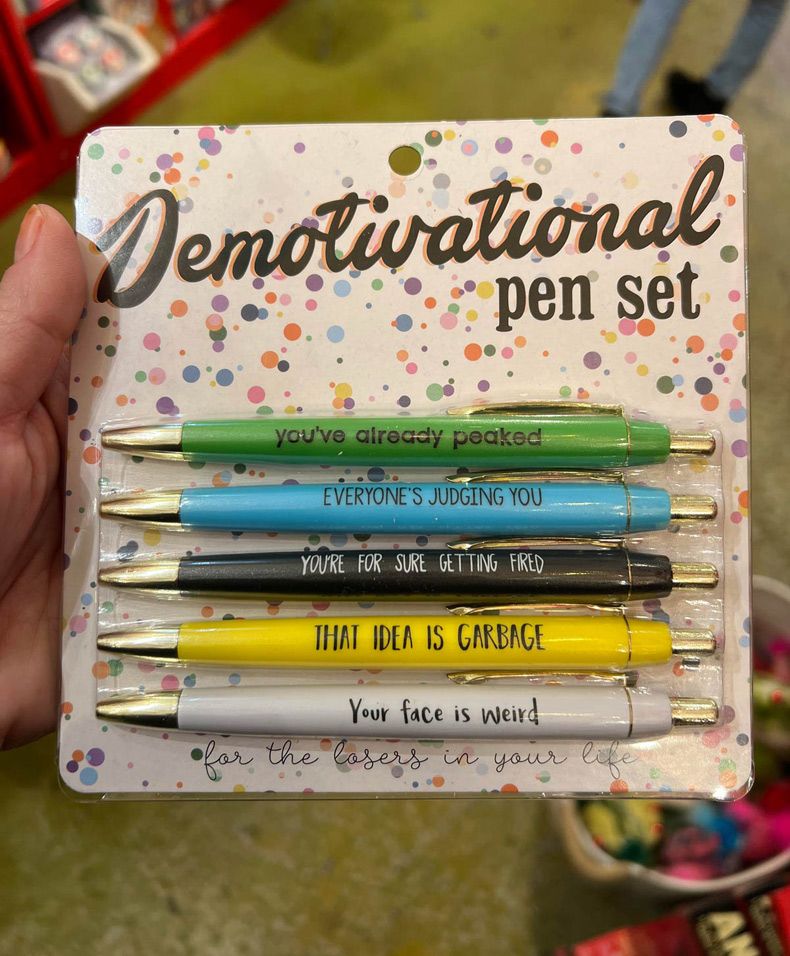 Demotivational
pen set
you've already peaked
EVERYONE'S JUDGING YOU
YOU'RE FOR SURE GETTING FIRED
THAT IDEA IS GARBAGE
Your face is weird
for the losers in your life